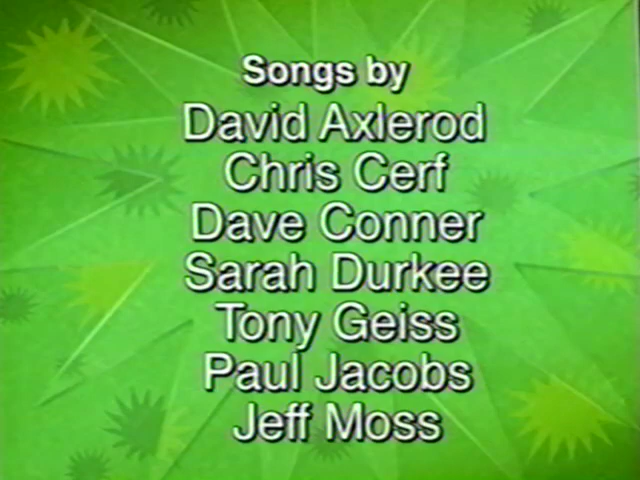 Songs by
David Axlerod
Chris Cerf
Dave Conner
Sarah Durkee
Tony Geiss
Paul Jacobs
Jeff Moss